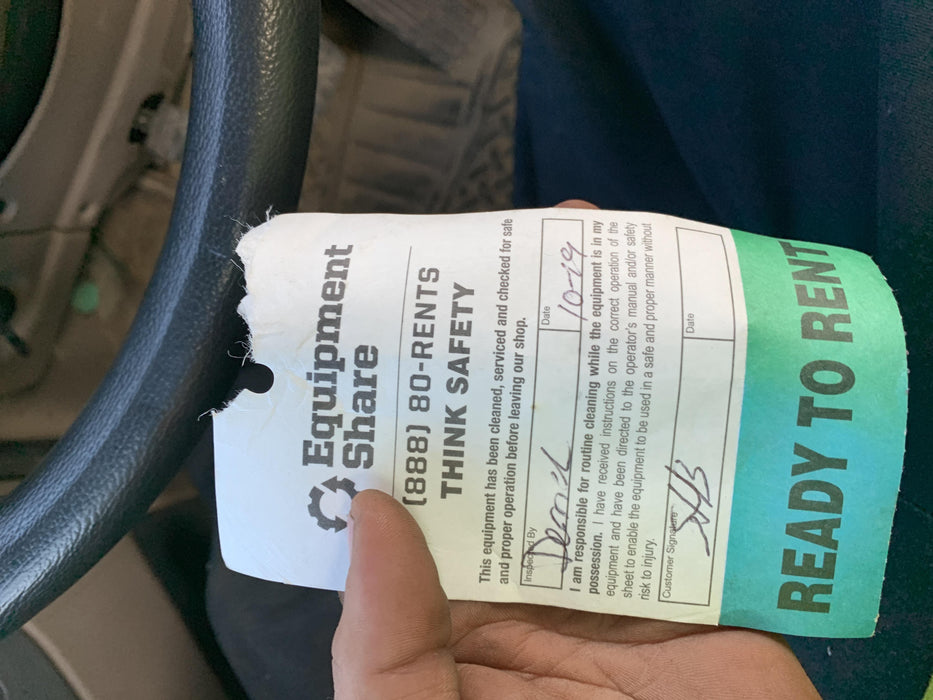 Equipment
Share
(888) 80-RENTS
THINK SAFETY
This equipment has been cleaned, serviced and checked for safe
and proper operation before leaving our shop.
Inspected By
Date
10-19
I am responsible for routine cleaning while the equipment is in my
possession. I have received instructions on the correct operation of the
equipment and have been directed to the operator's manual and/or safety
sheet to enable the equipment to be used in a safe and proper manner without
risk to injury.
Customer Signature
Date
READY TO RENT